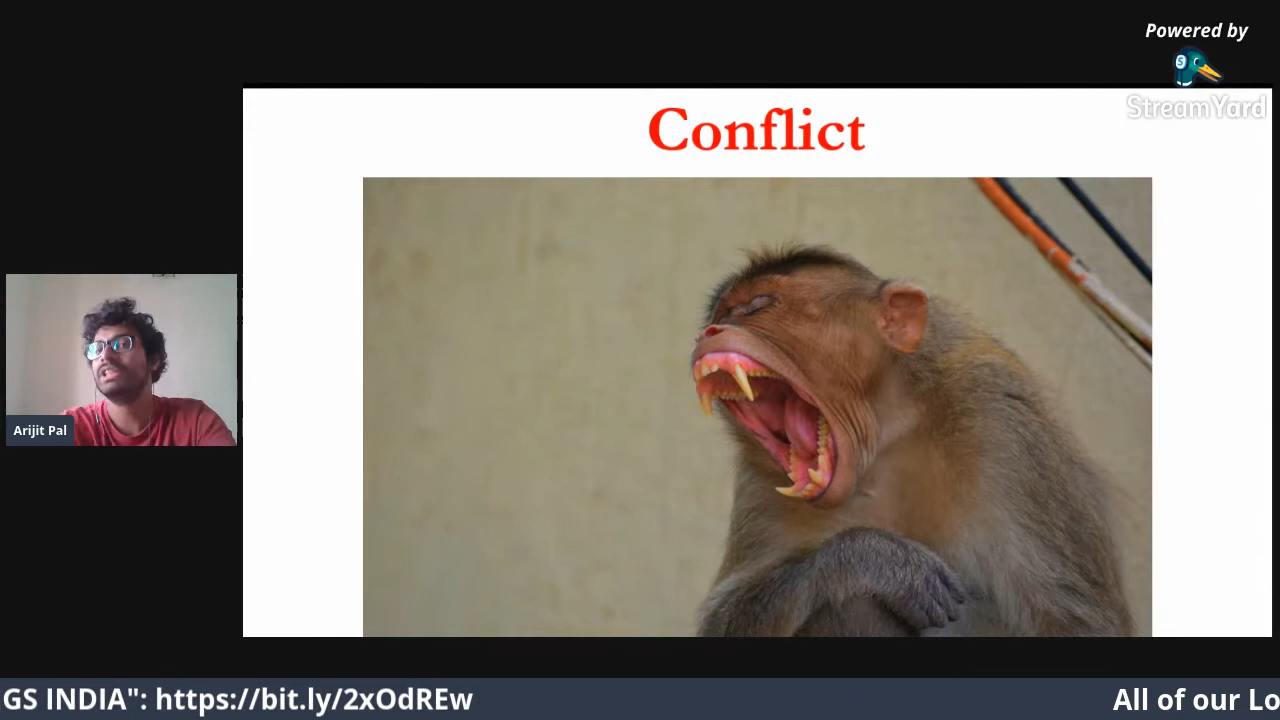 Powered by
StreamYard
Conflict
Arijit Pal
GS INDIA": https://bit.ly/2xOdREw
All of our Lo